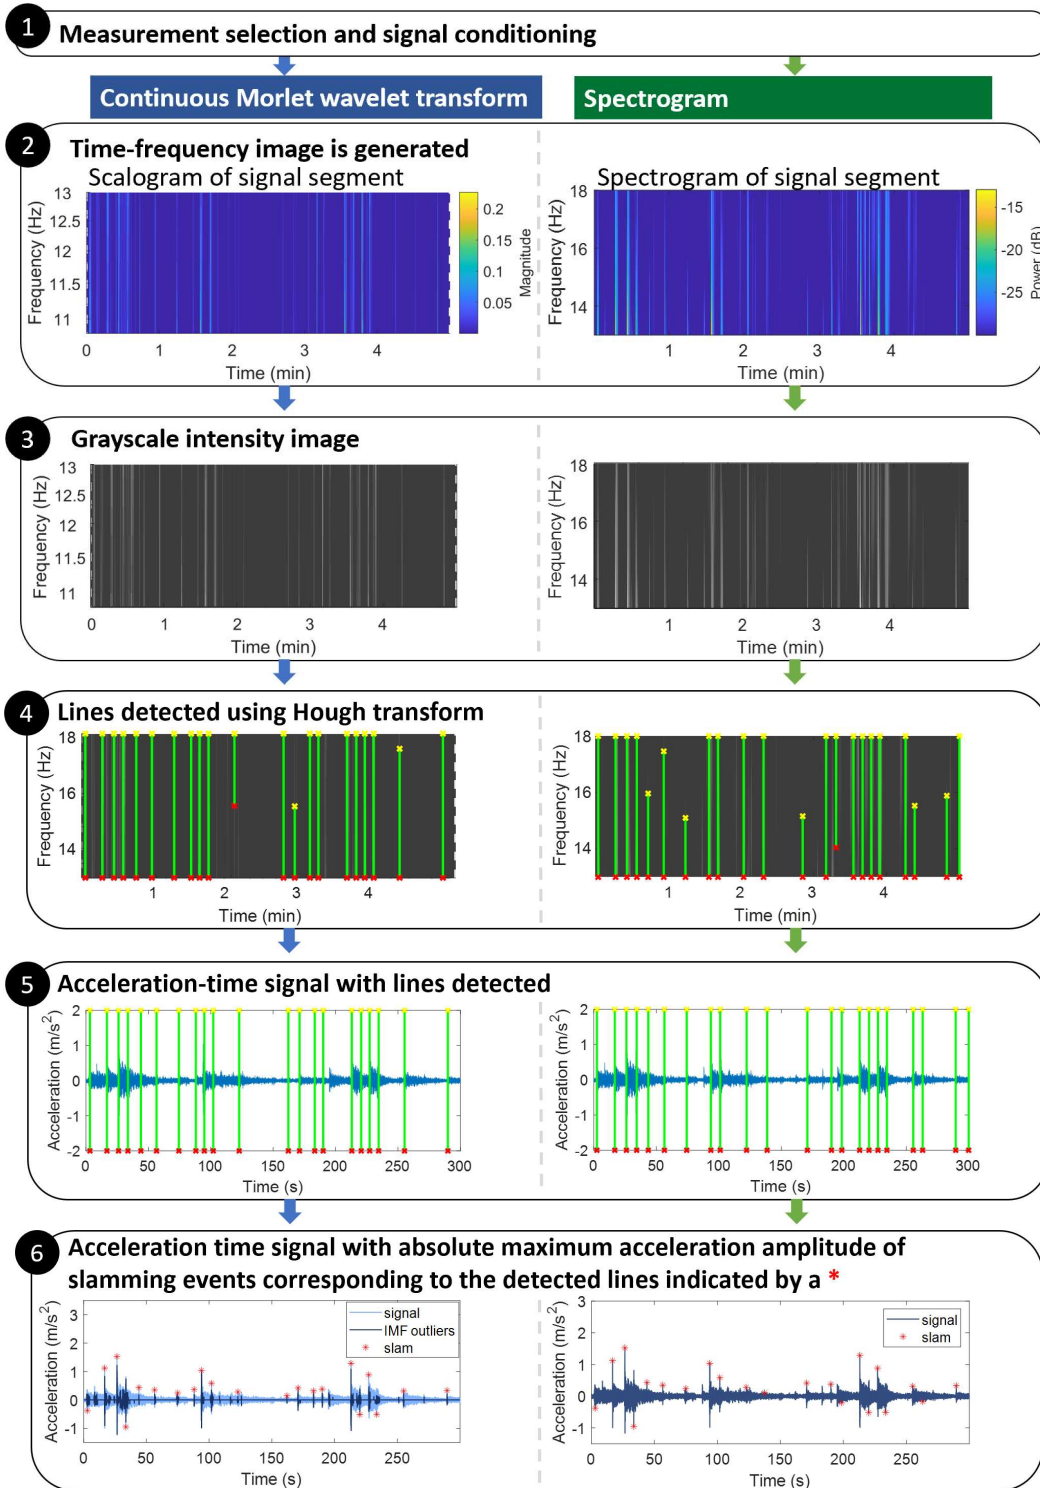 1
Measurement selection and signal conditioning
Continuous Morlet wavelet transform
Spectrogram
2
Time-frequency image is generated
Scalogram of signal segment
Frequency (Hz)
13
12.5
12
11.5
11
0 1 2 3 4
Time (min)
0.2
0.15
0.1
0.05
Magnitude
Spectrogram of signal segment
Frequency (Hz)
18
16
14
1 2 3 4
Time (min)
-15
-20
-25
Power (dB)
3
Grayscale intensity image
Frequency (Hz)
13
12.5
12
11.5
11
0 1 2 3 4
Time (min)
Frequency (Hz)
18
16
14
1 2 3 4
Time (min)
4
Lines detected using Hough transform
Frequency (Hz)
18
16
14
1 2 3 4
Time (min)
Frequency (Hz)
18
16
14
1 2 3 4
Time (min)
5
Acceleration-time signal with lines detected
Acceleration (m/s²)
2
1
0
-1
-2
0 50 100 150 200 250 300
Time (s)
Acceleration (m/s²)
2
1
0
-1
-2
0 50 100 150 200 250 300
Time (s)
6
Acceleration time signal with absolute maximum acceleration amplitude of
slamming events corresponding to the detected lines indicated by a *
Acceleration (m/s²)
3
2
1
0
-1
0 50 100 150 200 250
Time (s)
signal
IMF outliers
slam
Acceleration (m/s²)
3
2
1
0
-1
0 50 100 150 200 250
Time (s)
signal
slam